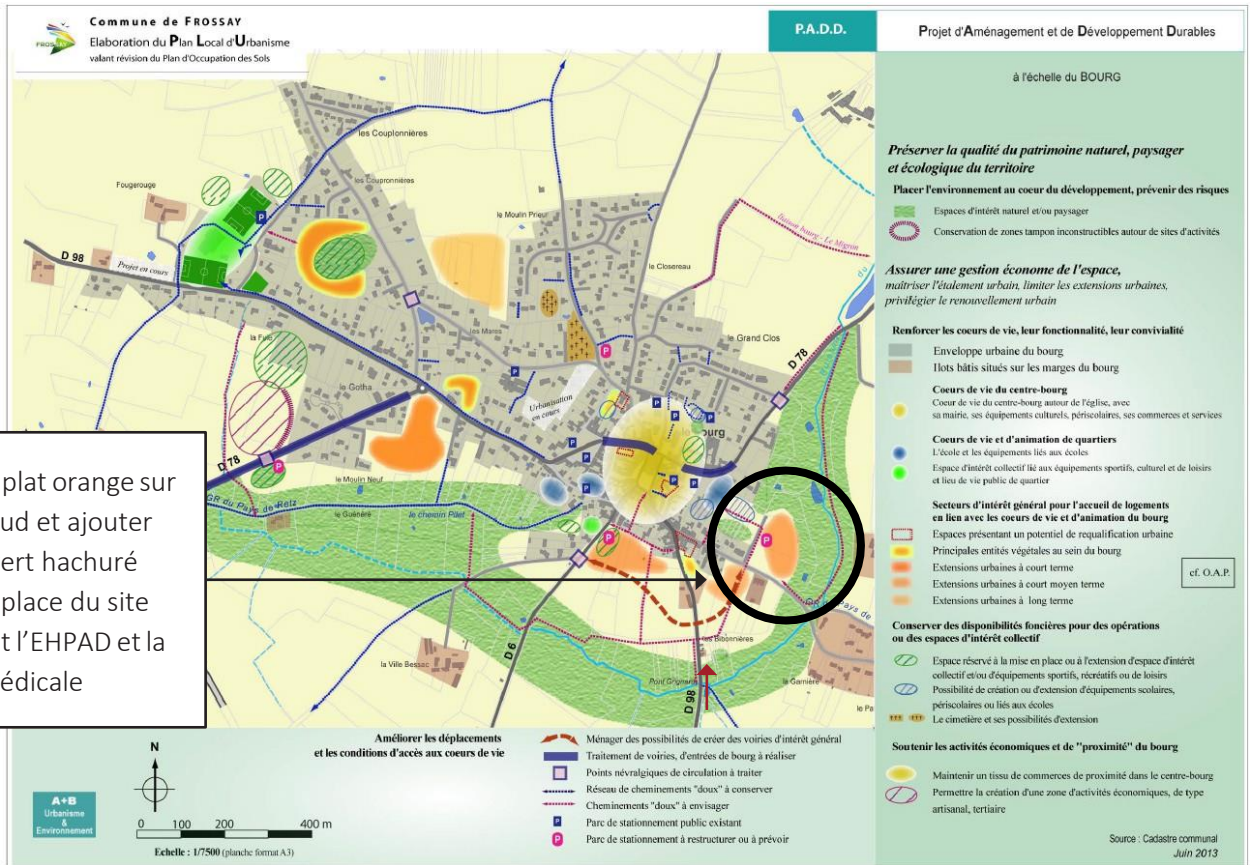 Commune de FROSSAY
Elaboration du Plan Local d'Urbanisme
valant révision du Plan d'Occupation des Sols
FROSSAY
P.A.D.D.
Projet d'Aménagement et de Développement Durables
à l'échelle du BOURG
Préserver la qualité du patrimoine naturel, paysager
et écologique du territoire
Placer l'environnement au coeur du développement, prévenir des risques
Espaces d'intérêt naturel et/ou paysager
Conservation de zones tampon inconstructibles autour de sites d'activités
Assurer une gestion économe de l'espace,
maîtriser l'étalement urbain, limiter les extensions urbaines,
privilégier le renouvellement urbain
Renforcer les coeurs de vie, leur fonctionnalité, leur convivialité
Enveloppe urbaine du bourg
Ilots bâtis situés sur les marges du bourg
Coeurs de vie du centre-bourg
Coeur de vie du centre-bourg autour de l'église, avec
sa mairie, ses équipements culturels, périscolaires, ses commerces et services
Coeurs de vie et d'animation de quartiers
L'école et les équipements liés aux écoles
Espace d'intérêt collectif lié aux équipements sportifs, culturel et de loisirs
et lieu de vie public de quartier
Secteurs d'intérêt général pour l'accueil de logements
en lien avec les coeurs de vie et d'animation du bourg
Espaces présentant un potentiel de requalification urbaine
Principales entités végétales au sein du bourg
Extensions urbaines à court terme
Extensions urbaines à court moyen terme
Extensions urbaines à long terme
cf. O.A.P.
Conserver des disponibilités foncières pour des opérations
ou des espaces d'intérêt collectif
Espace réservé à la mise en place ou à l'extension d'espace d'intérêt
collectif et/ou d'équipements sportifs, récréatifs ou de loisirs
Possibilité de création ou d'extension d'équipements scolaires,
périscolaires ou liés aux écoles
Le cimetière et ses possibilités d'extension
Soutenir les activités économiques et de "proximité" du bourg
Maintenir un tissu de commerces de proximité dans le centre-bourg
Permettre la création d'une zone d'activités économiques, de type
artisanal, tertiaire
Source : Cadastre communal
Juin 2013
les Couplonnières
Fougerouge
les Coupronnières
le Moulin Prieur
liaison bourg - Le Migron
D 98
Projet en cours
le Closereau
les Mares
le Grand Clos
D 78
la Fuie
le Gotha
Urbanisation
en cours
ourg
D 78
le Moulin Neuf
GR du Pays de Retz
le Guénéré
le chemin Pilet
plat orange sur
ud et ajouter
ert hachuré
place du site
t l'EHPAD et la
édicale
Pays de
la Ville Bessac
D 6
les Bibonnières
Pont Grignard
D 98
la Garnière
le Pa
P
Améliorer les déplacements
et les conditions d'accès aux coeurs de vie
Ménager des possibilités de créer des voiries d'intérêt général
Traitement de voiries, d'entrées de bourg à réaliser
Points névralgiques de circulation à traiter
Réseau de cheminements "doux" à conserver
Cheminements "doux" à envisager
Parc de stationnement public existant
Parc de stationnement à restructurer ou à prévoir
N
0 100 200 400 m
Echelle : 1/7500 (planche format A3)
A+B
Urbanisme
&
Environnement